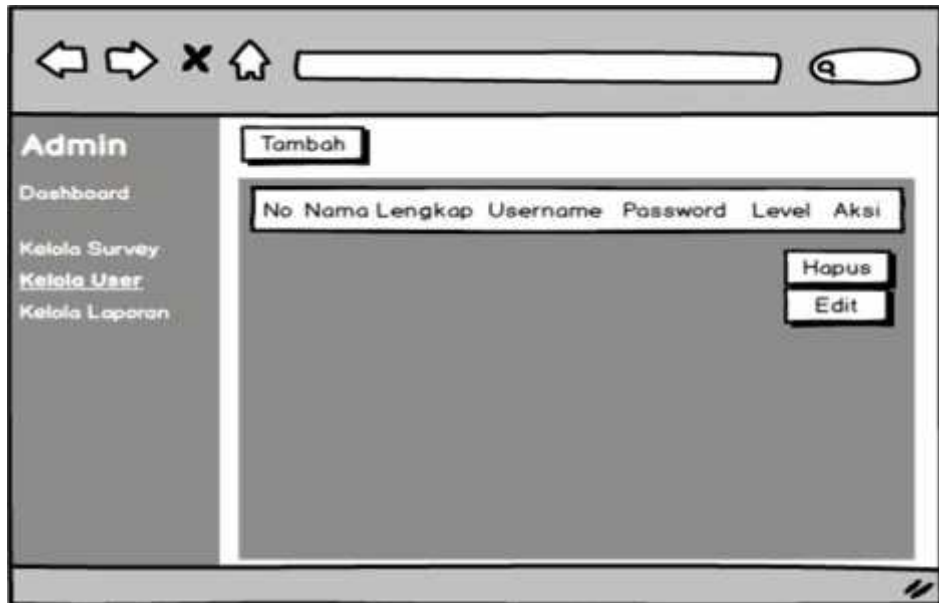 Admin
Dashboard
Kelola Survey
Kelola User
Kelola Laporan
Tambah
No Nama Lengkap Username Password Level Aksi
Hapus
Edit